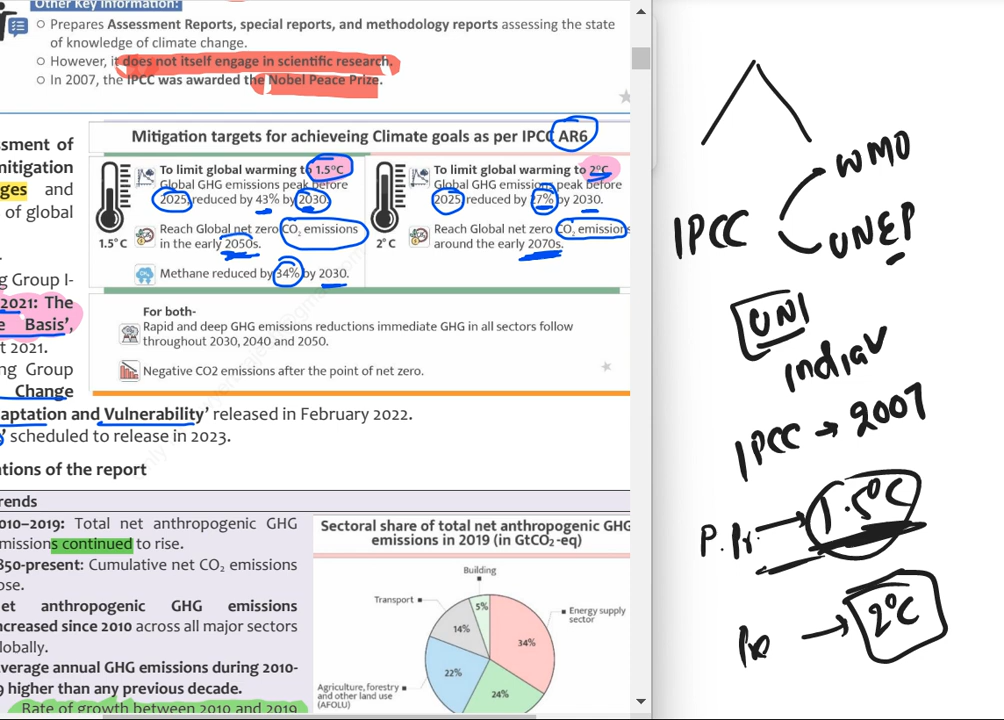 Other Key Information:
Prepares Assessment Reports, special reports, and methodology reports assessing the state
of knowledge of climate change.
However, it does not itself engage in scientific research.
In 2007, the IPCC was awarded the Nobel Peace Prize.
ssment of
mitigation
ges and
of global
g Group I-
2021: The
e Basis',
t 2021.
ng Group
Change
aptation and Vulnerability' released in February 2022.
' scheduled to release in 2023.
Mitigation targets for achieveing Climate goals as per IPCC AR6
1.5°C
To limit global warming to 1.5°C
Global GHG emissions peak before
2025, reduced by 43% by 2030.
Reach Global net zero CO₂ emissions
in the early 2050s.
Methane reduced by 34% by 2030.
2°C
To limit global warming to 2°C
Global GHG emissions peak before
2025, reduced by 27% by 2030.
Reach Global net zero CO₂ emissions
around the early 2070s.
For both-
Rapid and deep GHG emissions reductions immediate GHG in all sectors follow
throughout 2030, 2040 and 2050.
Negative CO2 emissions after the point of net zero.
tions of the report
rends
010–2019: Total net anthropogenic GHG
missions continued to rise.
850-present: Cumulative net CO₂ emissions
ose.
et anthropogenic GHG emissions
ncreased since 2010 across all major sectors
lobally.
verage annual GHG emissions during 2010-
9 higher than any previous decade.
Rate of growth between 2010 and 2019
Sectoral share of total net anthropogenic GHG
emissions in 2019 (in GtCO₂-eq)
Building
Transport
Energy supply
sector
Agriculture, forestry
and other land use
(AFOLU)
5%
14%
34%
22%
24%
WMO
IPCC
UNEP
UNI
IPCC → 2007
P. Pr. → 1.5°C
→ 2°C